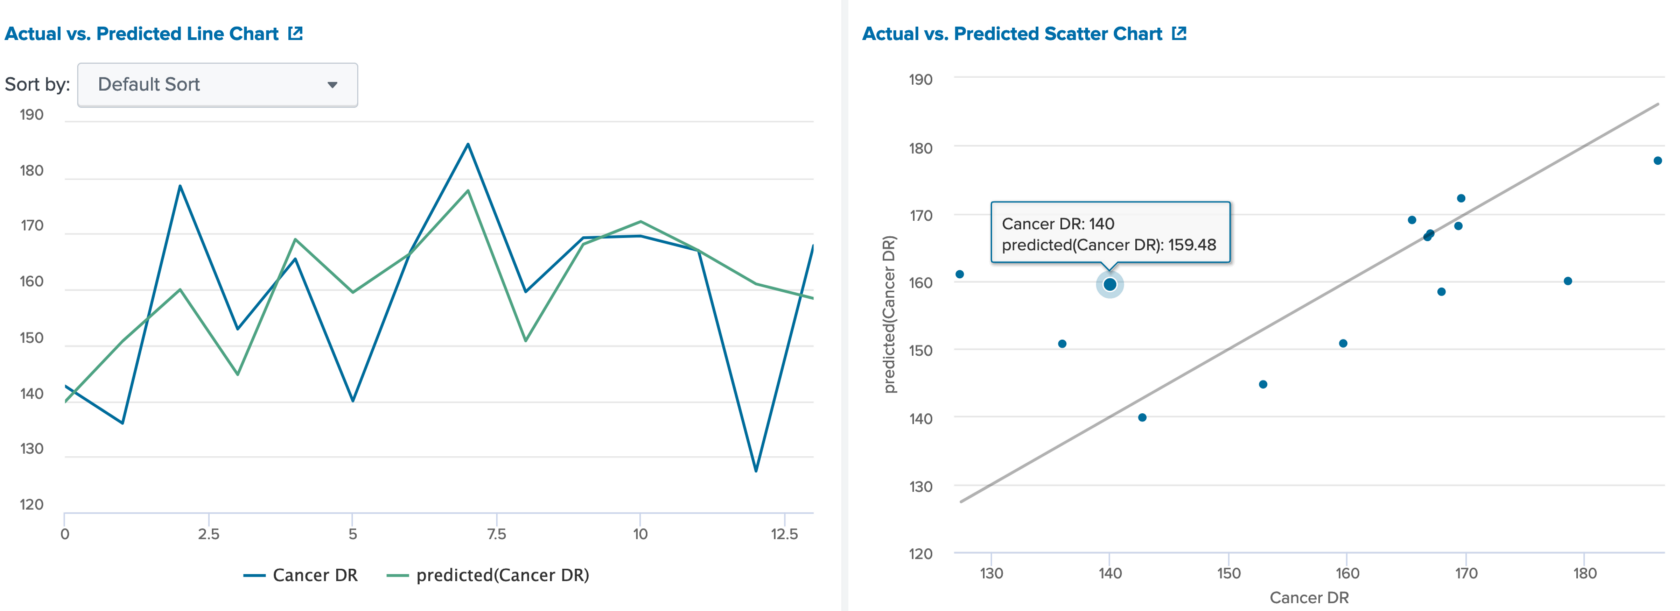 Actual vs. Predicted Line Chart
Sort by: Default Sort
190
180
170
160
150
140
130
120
0 2.5 5 7.5 10 12.5
Cancer DR predicted(Cancer DR)
Actual vs. Predicted Scatter Chart
190
180
170
160
150
140
130
120
predicted(Cancer DR)
Cancer DR: 140
predicted(Cancer DR): 159.48
130 140 150 160 170 180
Cancer DR